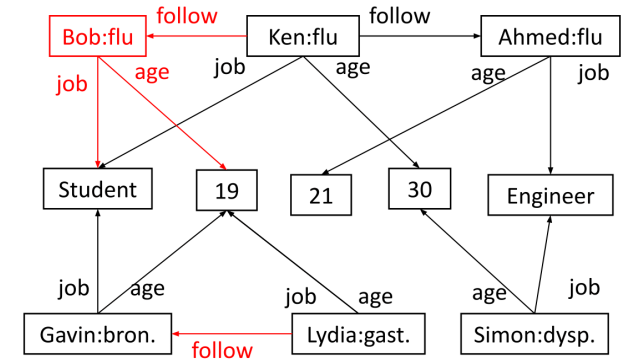 follow
follow
Bob:flu
Ken:flu
Ahmed:flu
job
age
job
age
age
job
Student
19
21
30
Engineer
job
age
job
age
age
job
Gavin:bron.
Lydia:gast.
Simon:dysp.
follow